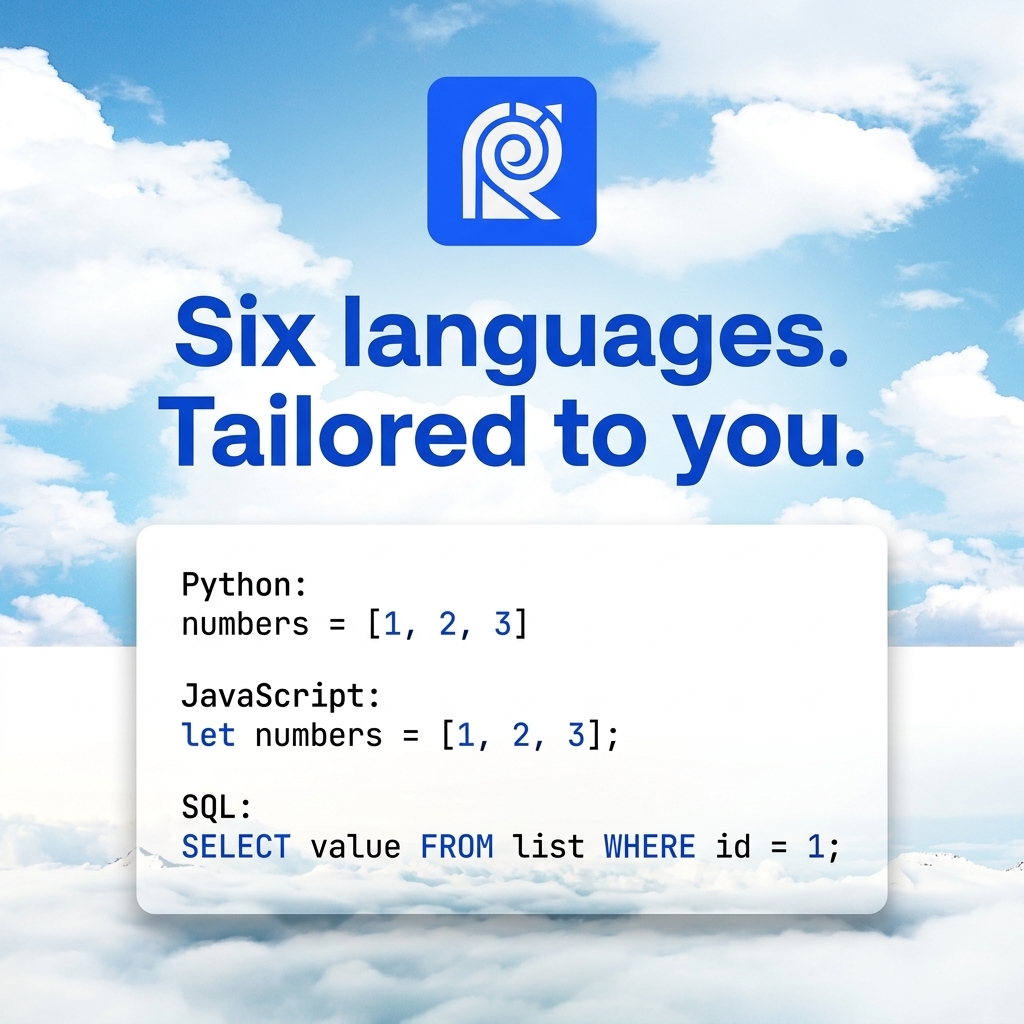 Six languages.
Tailored to you.
Python:
numbers = [1, 2, 3]
JavaScript:
let numbers = [1, 2, 3];
SQL:
SELECT value FROM list WHERE id = 1;